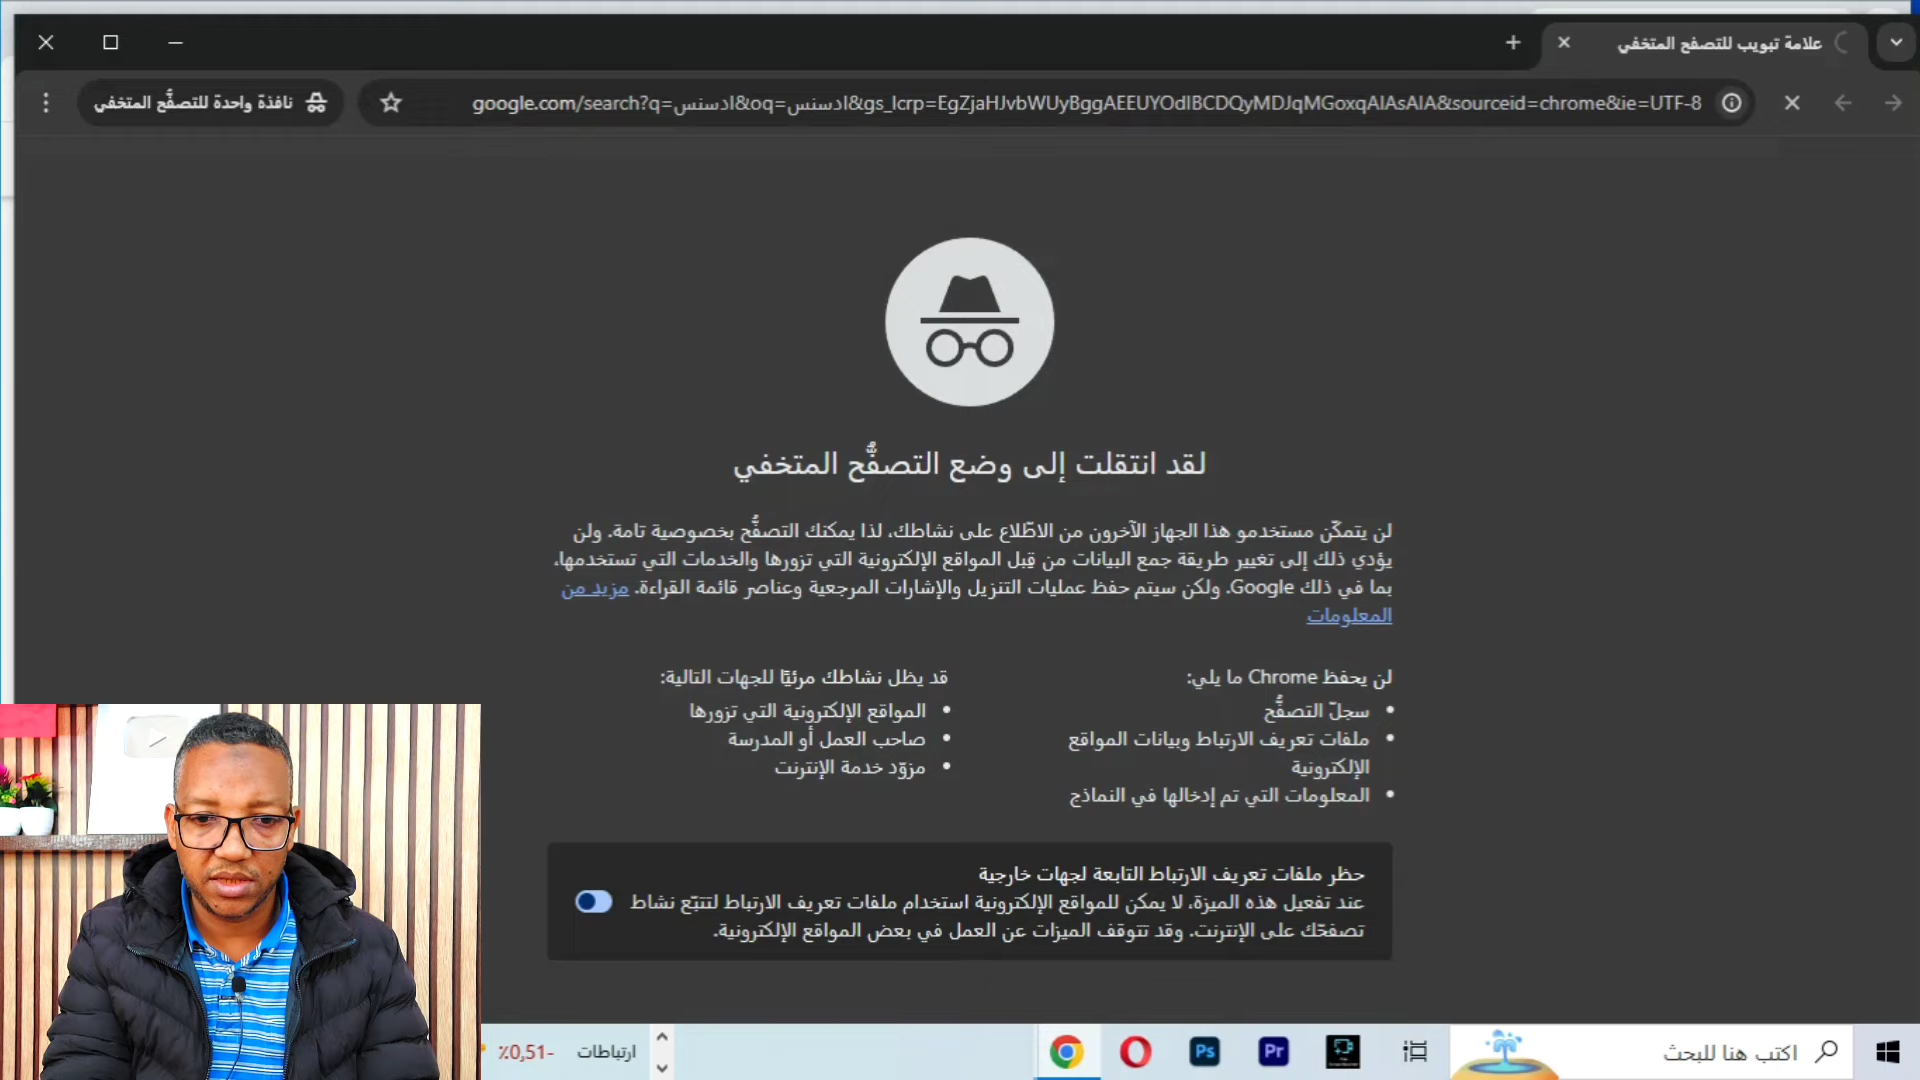 علامة تبويب للتصفح المتخفي
google.com/search?q=ادسنس&oq=ادسنس&gs_lcrp=EgZjaHJvbWUyBggAEEUYOdIBCDQyMDJqMGoxqAIAsAIA&sourceid=chrome&ie=UTF-8
نافذة واحدة للتصفُّح المتخفي
لقد انتقلت إلى وضع التصفُّح المتخفي
لن يتمكّن مستخدمو هذا الجهاز الآخرون من الاطّلاع على نشاطك، لذا يمكنك التصفُّح بخصوصية تامة. ولن
يؤدي ذلك إلى تغيير طريقة جمع البيانات من قِبل المواقع الإلكترونية التي تزورها والخدمات التي تستخدمها،
بما في ذلك Google. ولكن سيتم حفظ عمليات التنزيل والإشارات المرجعية وعناصر قائمة القراءة. مزيد من
المعلومات
لن يحفظ Chrome ما يلي:
• سجلّ التصفُّح
• ملفات تعريف الارتباط وبيانات المواقع
الإلكترونية
• المعلومات التي تم إدخالها في النماذج
قد يظل نشاطك مرئيًا للجهات التالية:
• المواقع الإلكترونية التي تزورها
• صاحب العمل أو المدرسة
• مزوّد خدمة الإنترنت
حظر ملفات تعريف الارتباط التابعة لجهات خارجية
عند تفعيل هذه الميزة، لا يمكن للمواقع الإلكترونية استخدام ملفات تعريف الارتباط لتتبّع نشاط
تصفحّك على الإنترنت. وقد تتوقف الميزات عن العمل في بعض المواقع الإلكترونية.
اكتب هنا للبحث
Pr
Ps
ارتباطات
-0,51٪